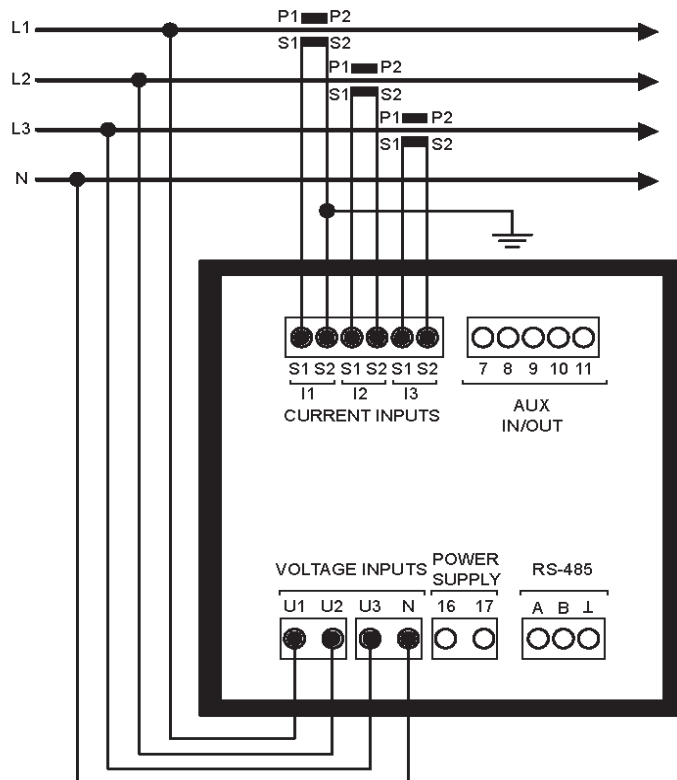 P1 P2
L1
S1 S2
P1 P2
L2
S1 S2
P1 P2
L3
S1 S2
N
S1 S2 S1 S2 S1 S2
7 8 9 10 11
I1 I2 I3
CURRENT INPUTS
AUX
IN/OUT
VOLTAGE INPUTS
POWER
SUPPLY
RS-485
U1 U2 U3 N
16 17
A B ⊥